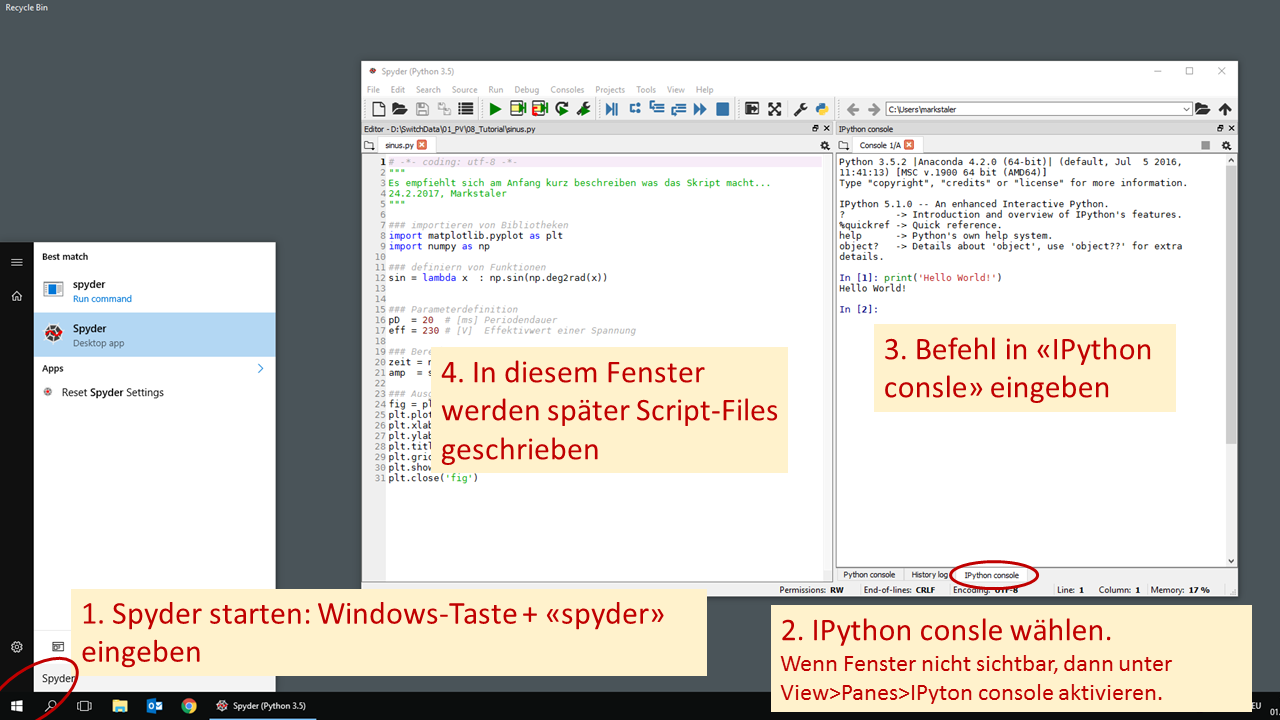 Recycle Bin
Spyder (Python 3.5)
File Edit Search Source Run Debug Consoles Projects Tools View Help
C:\Users\markstaler
Editor - D:\SwitchData\01_PV\08_Tutorial\sinus.py
sinus.py
1 # -*- coding: utf-8 -*-
2 """
3 Es empfiehlt sich am Anfang kurz beschreiben was das Skript macht...
4 24.2.2017, Markstaler
5 """
6
7 ### importieren von Bibliotheken
8 import matplotlib.pyplot as plt
9 import numpy as np
10
11 ### definiern von Funktionen
12 sin = lambda x  : np.sin(np.deg2rad(x))
13
14
15 ### Parameterdefinition
16 pD  = 20  # [ms] Periodendauer
17 eff = 230 # [V]  Effektivwert einer Spannung
18
19 ### Ber
20 zeit =
21 amp  = s
22
23 ### Aus
24 fig = pl
25 plt.plot
26 plt.xlab
27 plt.ylab
28 plt.titl
29 plt.gri
30 plt.show
31 plt.close('fig')
IPython console
Console 1/A
Python 3.5.2 |Anaconda 4.2.0 (64-bit)| (default, Jul  5 2016,
11:41:13) [MSC v.1900 64 bit (AMD64)]
Type "copyright", "credits" or "license" for more information.
IPython 5.1.0 -- An enhanced Interactive Python.
?         -> Introduction and overview of IPython's features.
%quickref -> Quick reference.
help      -> Python's own help system.
object?   -> Details about 'object', use 'object??' for extra
details.
In [1]: print('Hello World!')
Hello World!
In [2]:
3. Befehl in «IPython
consle» eingeben
4. In diesem Fenster
werden später Script-Files
geschrieben
Python console History log IPython console
Permissions: RW End-of-lines: CRLF Encoding: UTF-8 Line: 1 Column: 1 Memory: 17 %
Best match
spyder
Run command
Spyder
Desktop app
Apps
Reset Spyder Settings
1. Spyder starten: Windows-Taste + «spyder»
eingeben
2. IPython consle wählen.
Wenn Fenster nicht sichtbar, dann unter
View>Panes>IPyton console aktivieren.
Spyder
Spyder (Python 3.5)
EU
01.